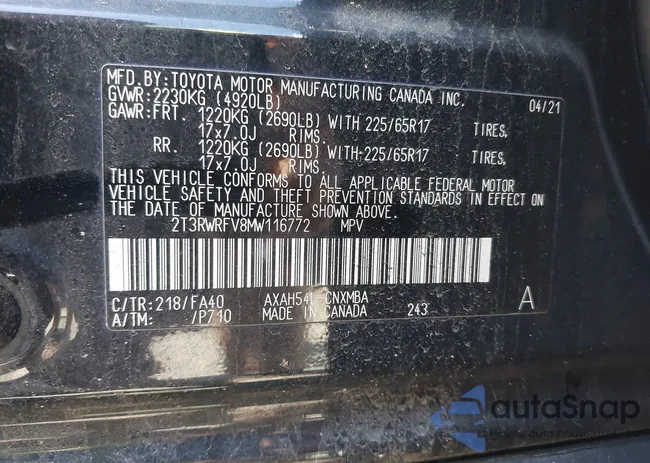 MFD.BY:TOYOTA MOTOR MANUFACTURING CANADA INC. 04/21
GVWR:2230KG (4920LB)
GAWR:FRT. 1220KG (2690LB) WITH 225/65R17 TIRES,
17x7.0J RIMS.
RR. 1220KG (2690LB) WITH 225/65R17 TIRES,
17x7.0J RIMS.
THIS VEHICLE CONFORMS TO ALL APPLICABLE FEDERAL MOTOR
VEHICLE SAFETY AND THEFT PREVENTION STANDARDS IN EFFECT ON
THE DATE OF MANUFACTURE SHOWN ABOVE.
2T3RWRFV8MW116772 MPV
C/TR:218/FA40 AXAH54L-CNXMBA A
A/TM: /P710 MADE IN CANADA 243
autaSnap